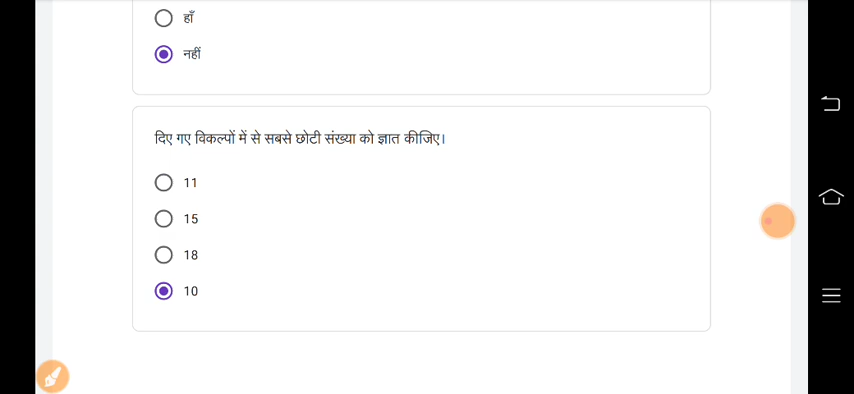 हाँ
नहीं
दिए गए विकल्पों में से सबसे छोटी संख्या को ज्ञात कीजिए।
11
15
18
10